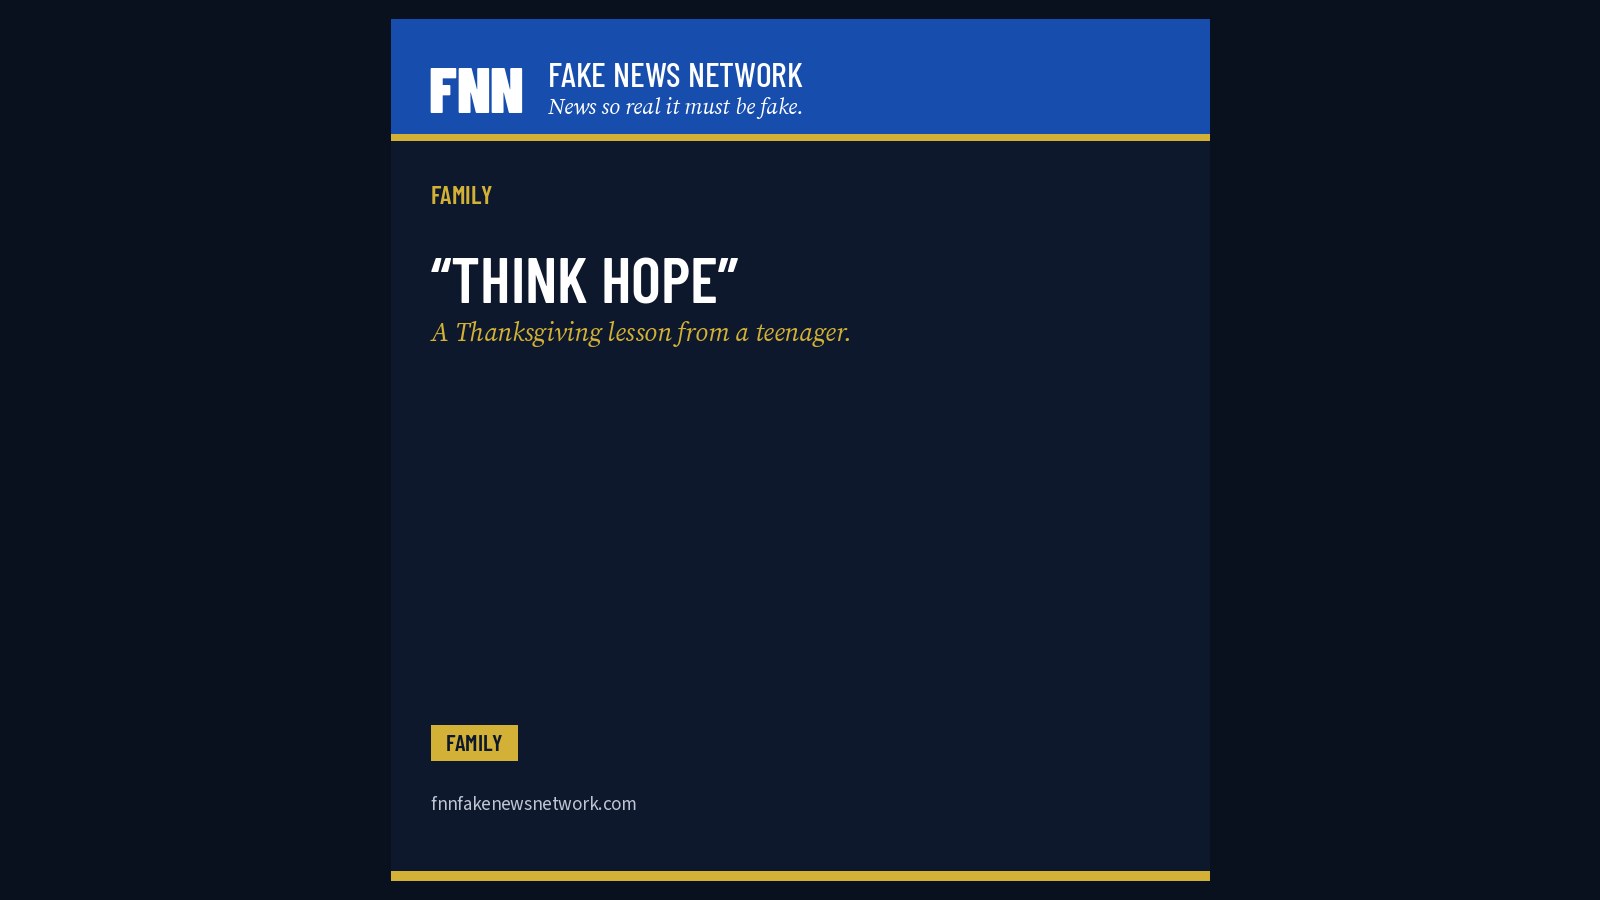 FNN
FAKE NEWS NETWORK
News so real it must be fake.
FAMILY
“THINK HOPE”
A Thanksgiving lesson from a teenager.
FAMILY
fnnfakenewsnetwork.com